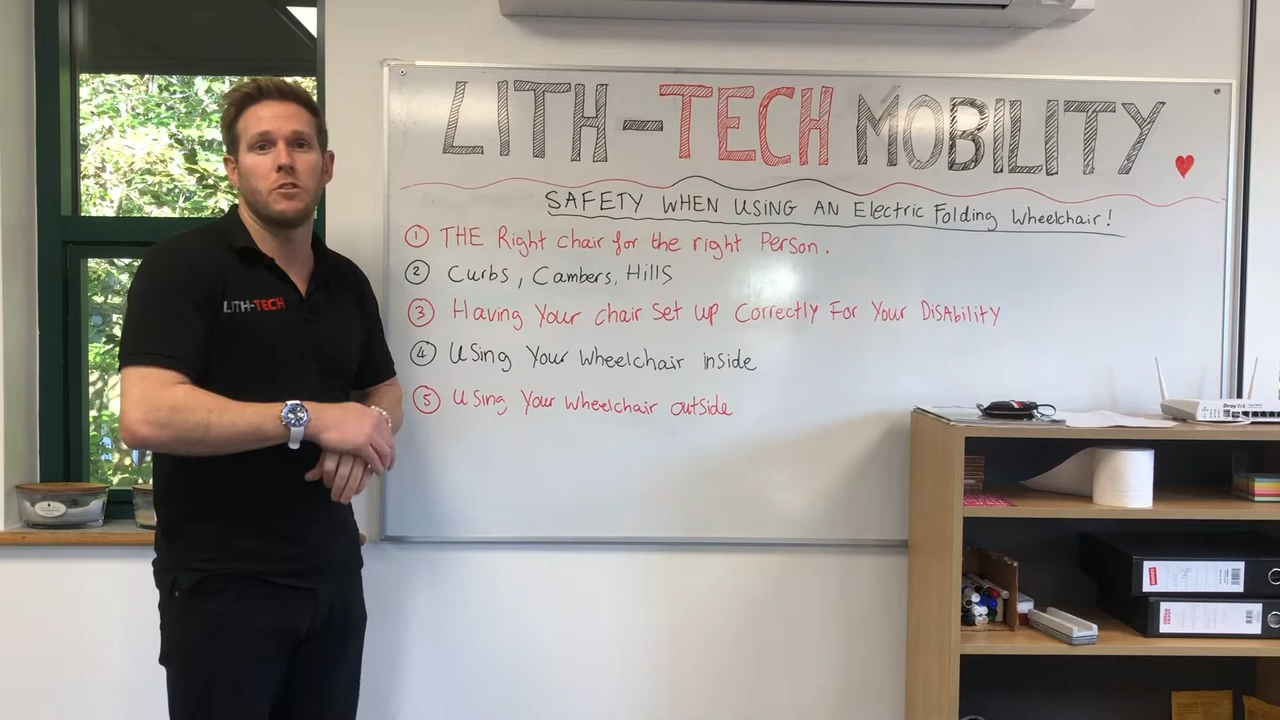 LITH-TECH MOBILITY
SAFETY WHEN USING AN Electric Folding Wheelchair!
① THE Right chair for the right Person.
② Curbs, Cambers, Hills
③ Having Your chair Set up Correctly For Your DisAbility
④ Using Your Wheelchair inside
⑤ Using Your Wheelchair outside
LITH-TECH
DrayTek